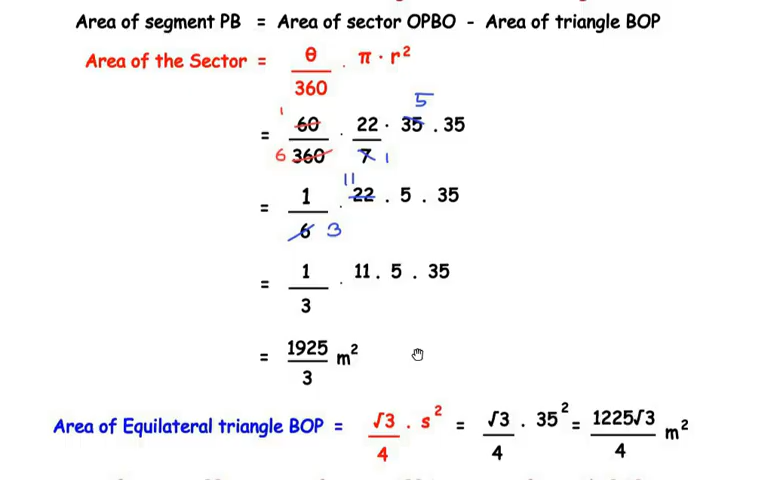 Area of segment PB = Area of sector OPBO - Area of triangle BOP
Area of the Sector = θ/360 . π · r²
= 1 60/6 360 · 22/7 1 · 35 5 . 35
= 1/6 3 . 11 22 . 5 . 35
= 1/3 . 11 . 5 . 35
= 1925/3 m²
Area of Equilateral triangle BOP = √3/4 . s² = √3/4 . 35² = 1225√3/4 m²